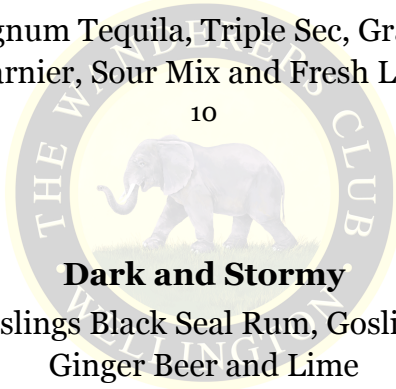 gnum Tequila, Triple Sec, Gra
arnier, Sour Mix and Fresh L
10
THE WANDERERS CLUB
WELLINGTON
Dark and Stormy
slings Black Seal Rum, Gosli
Ginger Beer and Lime